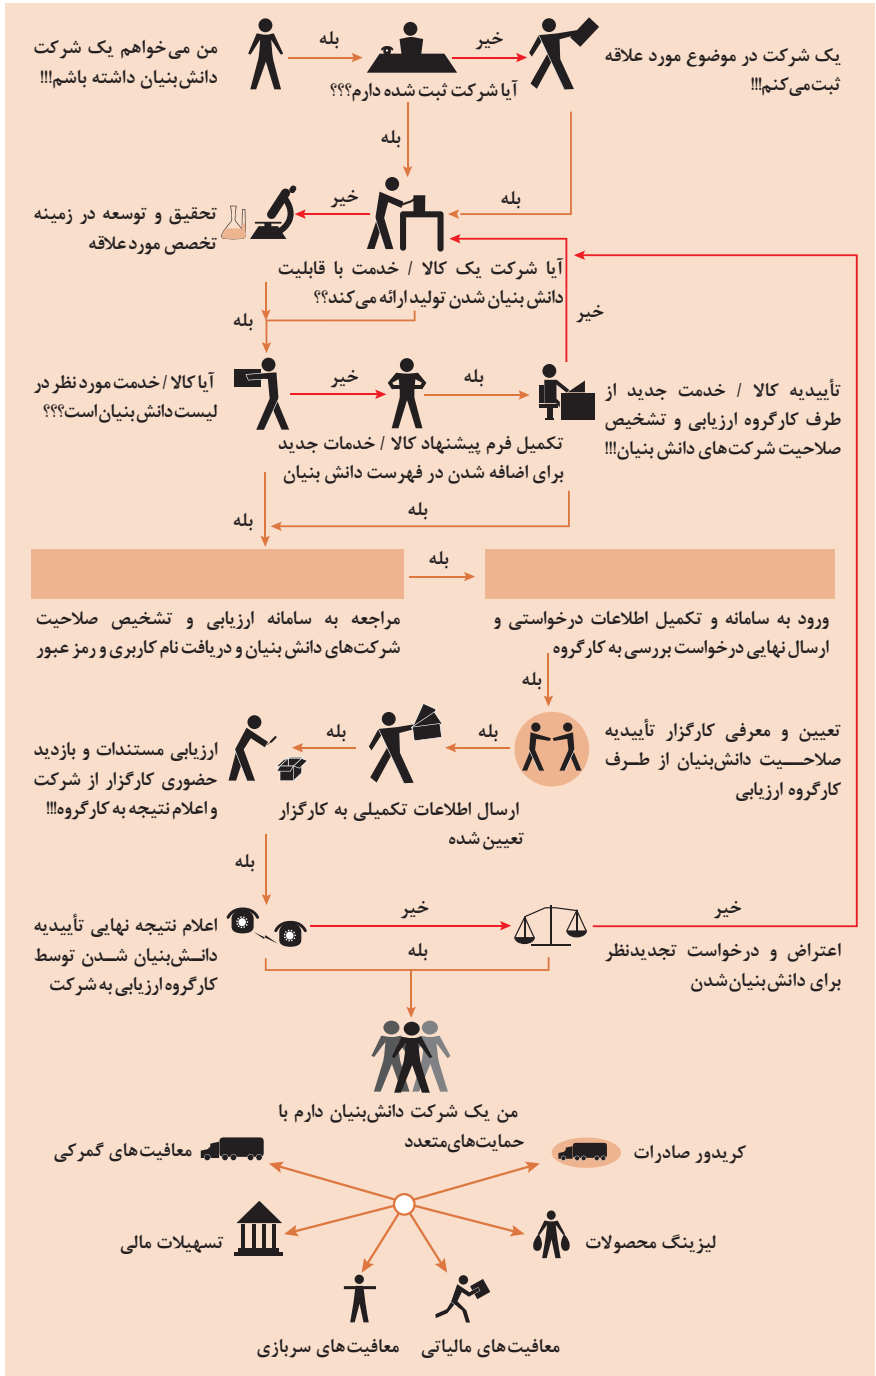 من می‌خواهم یک شرکت
دانش‌بنیان داشته باشم!!!
بله
آیا شرکت ثبت شده دارم؟؟؟
خیر
یک شرکت در موضوع مورد علاقه
ثبت‌می‌کنم!!!
بله
بله
تحقیق و توسعه در زمینه
تخصص مورد علاقه
خیر
آیا شرکت یک کالا / خدمت با قابلیت
دانش‌بنیان شدن تولید ارائه می‌کند؟؟
بله
خیر
آیا کالا / خدمت مورد نظر در
لیست دانش‌بنیان است؟؟؟
خیر
تکمیل فرم پیشنهاد کالا / خدمات جدید
برای اضافه شدن در فهرست دانش بنیان
بله
تأییدیه کالا / خدمت جدید از
طرف کارگروه ارزیابی و تشخیص
صلاحیت شرکت‌های دانش بنیان!!!
بله
بله
بله
مراجعه به سامانه ارزیابی و تشخیص صلاحیت
شرکت‌های دانش بنیان و دریافت نام کاربری و رمز عبور
ورود به سامانه و تکمیل اطلاعات درخواستی و
ارسال نهایی درخواست بررسی به کارگروه
بله
تعیین و معرفی کارگزار تأییدیه
صلاحـــیت دانش‌بنیان از طــرف
کارگروه ارزیابی
بله
ارسال اطلاعات تکمیلی به کارگزار
تعیین شده
بله
ارزیابی مستندات و بازدید
حضوری کارگزار از شرکت
و اعلام نتیجه به کارگروه!!!
بله
اعلام نتیجه نهایی تأییدیه
دانــش‌بنیان شــدن توسط
کارگروه ارزیابی به شرکت
خیر
بله
خیر
اعتراض و درخواست تجدیدنظر
برای دانش‌بنیان‌شدن
من یک شرکت دانش‌بنیان دارم با
حمایت‌های‌متعدد
کریدور صادرات
معافیت‌های گمرکی
لیزینگ محصولات
تسهیلات مالی
معافیت‌های مالیاتی
معافیت‌های سربازی